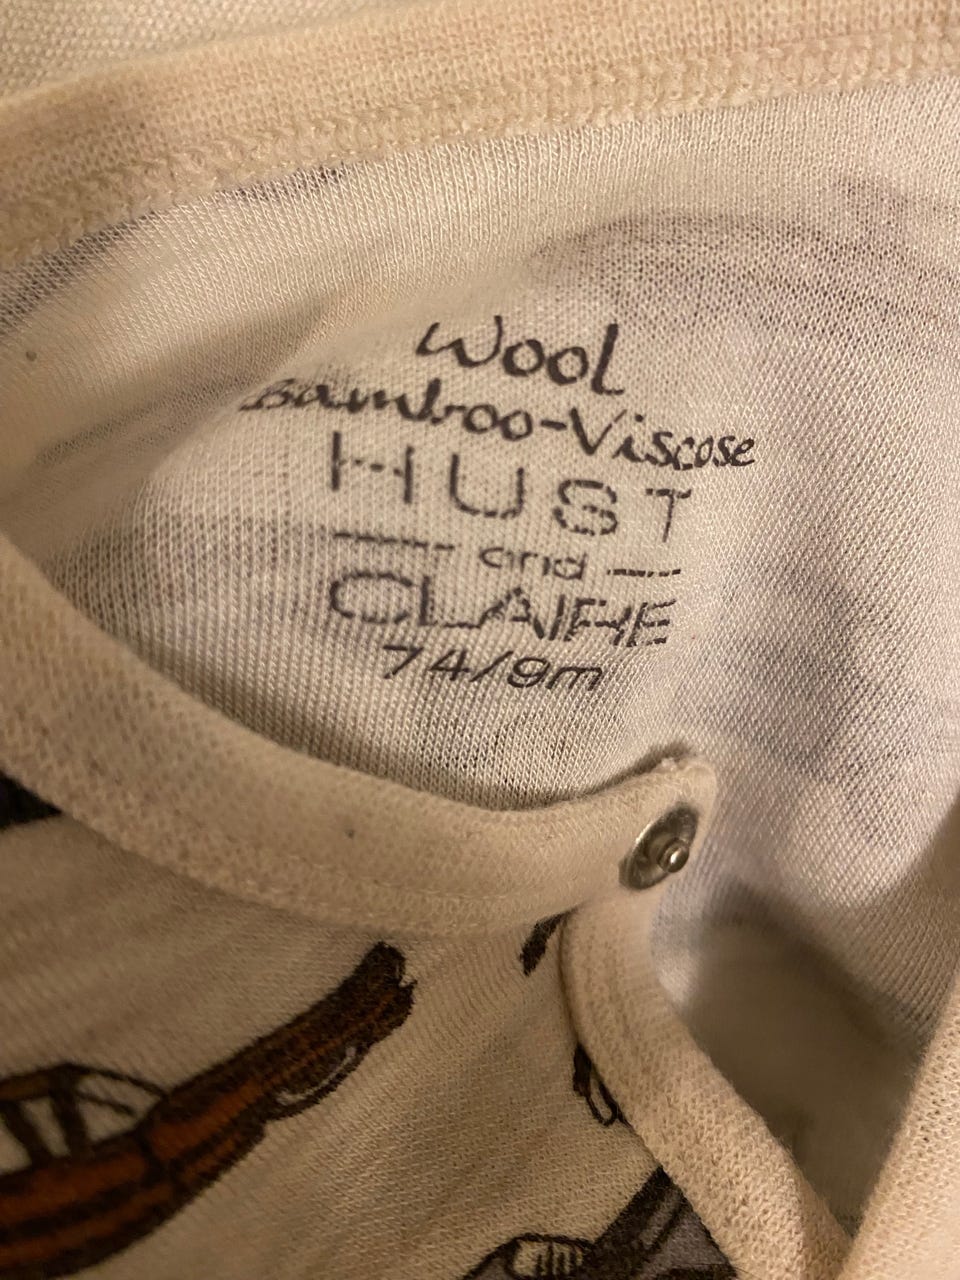 Wool
Bamboo-Viscose
HUST
and
CLAIRE
74/9m